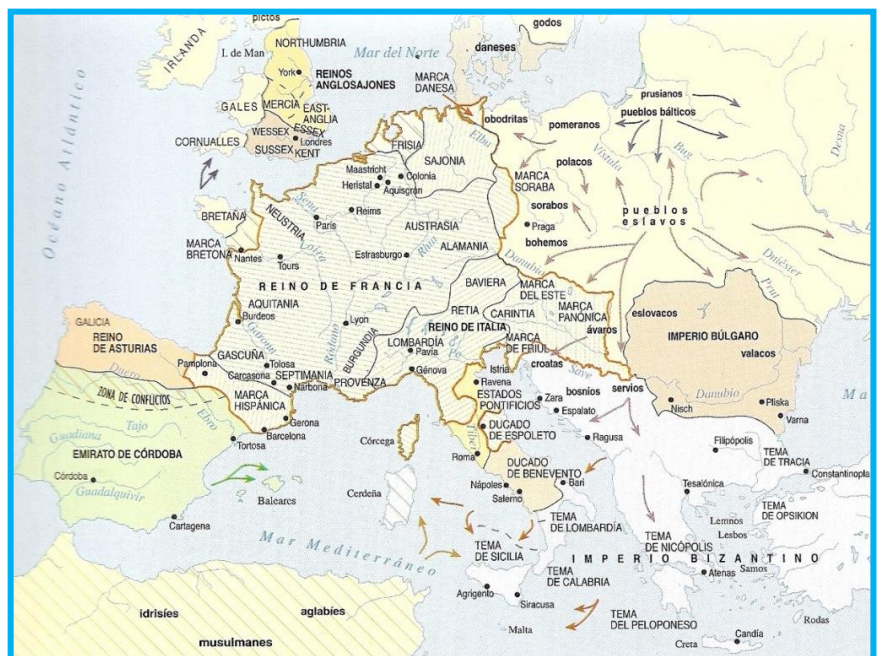 pictos
godos
IRLANDA
I. de Man
NORTHUMBRIA
York
REINOS
ANGLOSAJONES
GALES
MERCIA
EAST-
ANGLIA
WESSEX
ESSEX
Londres
SUSSEX
KENT
CORNUALLES
Mar del Norte
MARCA
DANESA
daneses
obodritas
pomeranos
prusianos
pueblos bálticos
polacos
Vístula
Bug
Desna
Océano Atlántico
FRISIA
SAJONIA
Elba
MARCA
SORABA
sorabos
Praga
bohemos
pueblos
eslavos
Maastricht
Heristal
Colonia
Aquisgrán
Reims
Sena
París
NEUSTRIA
AUSTRASIA
BRETAÑA
MARCA
BRETONA
Nantes
Loira
Tours
Estrasburgo
Rhin
ALAMANIA
Danubio
Dniéster
Prut
REINO DE FRANCIA
BAVIERA
MARCA
DEL ESTE
MARCA
PANÓNICA
RETIA
CARINTIA
ávaros
eslovacos
IMPERIO BÚLGARO
valacos
AQUITANIA
Burdeos
Garona
Lyon
Ródano
BURGUNDIA
REINO DE ITALIA
LOMBARDÍA
Pavía
Po
MARCA
DE FRIUL
croatas
Save
GALICIA
REINO
DE ASTURIAS
Pamplona
GASCUÑA
Tolosa
Carcasona
SEPTIMANIA
Narbona
PROVENZA
Génova
Istria
Ravena
ESTADOS
PONTIFICIOS
bosnios
servios
Zara
Espalato
Nisch
Danubio
Pliska
Varna
Duero
ZONA DE CONFLICTOS
Ebro
MARCA
HISPÁNICA
Gerona
Barcelona
Tortosa
Córcega
Tíber
Roma
DUCADO
DE ESPOLETO
Ragusa
Filipópolis
TEMA
DE TRACIA
Constantinopla
Guadiana
Tajo
EMIRATO DE CÓRDOBA
Córdoba
Guadalquivir
Cartagena
Baleares
Cerdeña
DUCADO
DE BENEVENTO
Nápoles
Salerno
Bari
Tesalónica
TEMA
DE OPSIKION
Lemnos
Lesbos
Mar Mediterráneo
TEMA
DE SICILIA
TEMA
DE LOMBARDÍA
TEMA
DE NICÓPOLIS
IMPERIO BIZANTINO
TEMA
DE CALABRIA
Atenas
Samos
Agrigento
Siracusa
Malta
TEMA
DEL PELOPONESO
Rodas
Creta
Candía
idrisíes
aglabíes
musulmanes
Ma